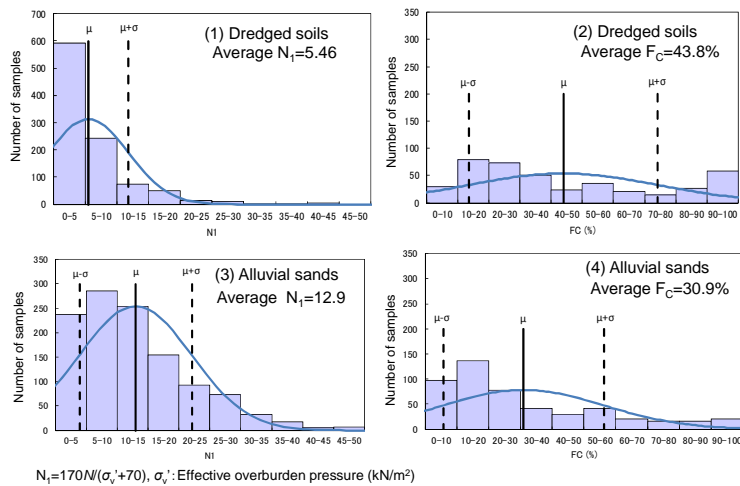 (1) Dredged soils
Average N₁=5.46
μ
μ+σ
Number of samples
700
600
500
400
300
200
100
0
0-5 5-10 10-15 15-20 20-25 25-30 30-35 35-40 40-45 45-50
N1
(2) Dredged soils
Average F_C=43.8%
μ-σ
μ
μ+σ
Number of samples
350
300
250
200
150
100
50
0
0-10 10-20 20-30 30-40 40-50 50-60 60-70 70-80 80-90 90-100
FC (%)
(3) Alluvial sands
Average N₁=12.9
μ-σ
μ
μ+σ
Number of samples
350
300
250
200
150
100
50
0
0-5 5-10 10-15 15-20 20-25 25-30 30-35 35-40 40-45 45-50
N1
(4) Alluvial sands
Average F_C=30.9%
μ-σ
μ
μ+σ
Number of samples
350
300
250
200
150
100
50
0
0-10 10-20 20-30 30-40 40-50 50-60 60-70 70-80 80-90 90-100
FC (%)
N₁=170N/(σᵥ'+70), σᵥ': Effective overburden pressure (kN/m²)